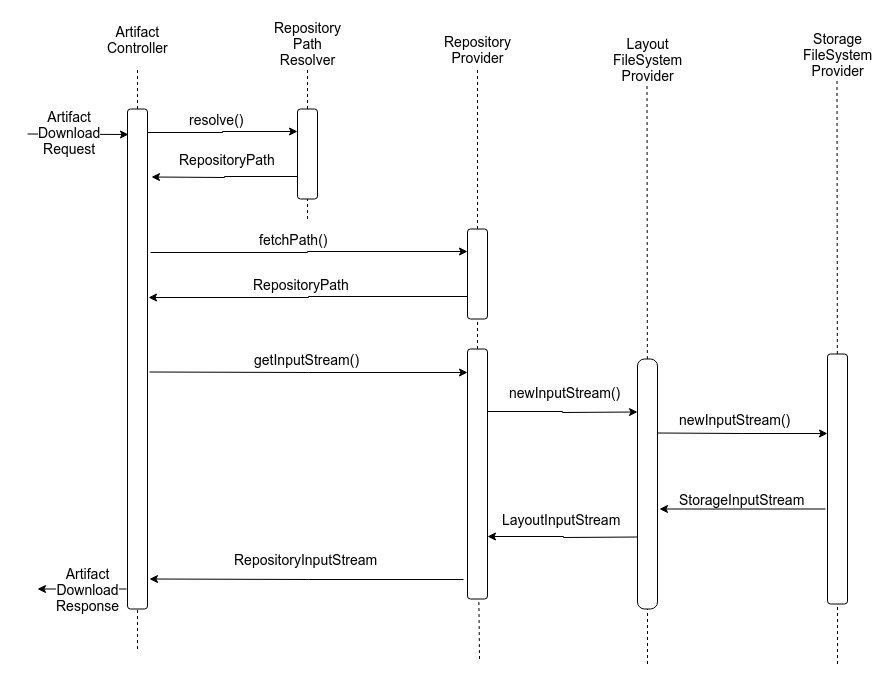 Artifact
Controller
Repository
Path
Resolver
Repository
Provider
Layout
FileSystem
Provider
Storage
FileSystem
Provider
Artifact
Download
Request
resolve()
RepositoryPath
fetchPath()
RepositoryPath
getInputStream()
newInputStream()
newInputStream()
StorageInputStream
LayoutInputStream
RepositoryInputStream
Artifact
Download
Response